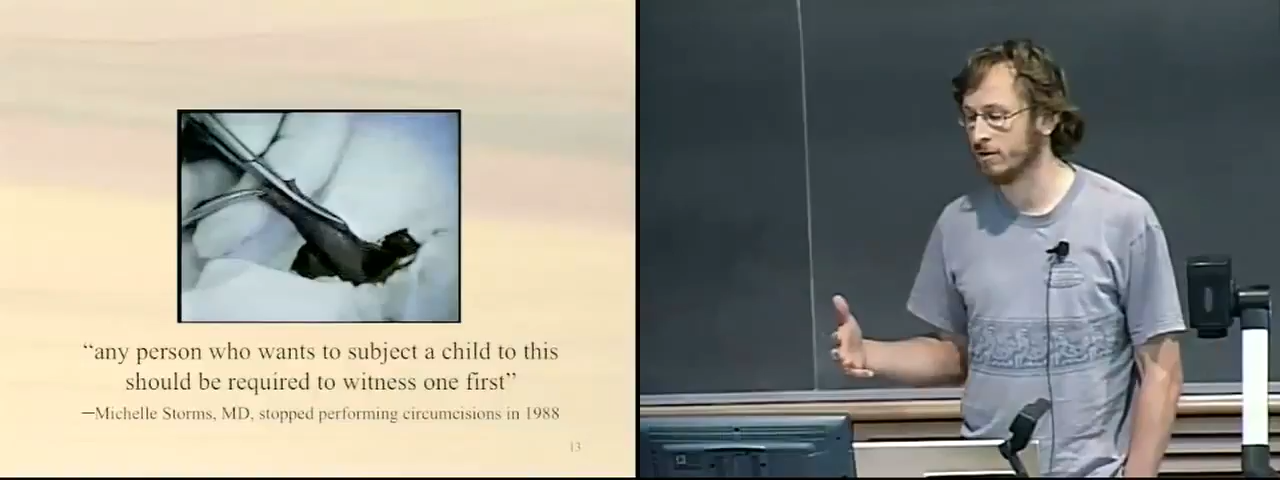 “any person who wants to subject a child to this
should be required to witness one first”
—Michelle Storms, MD, stopped performing circumcisions in 1988
13